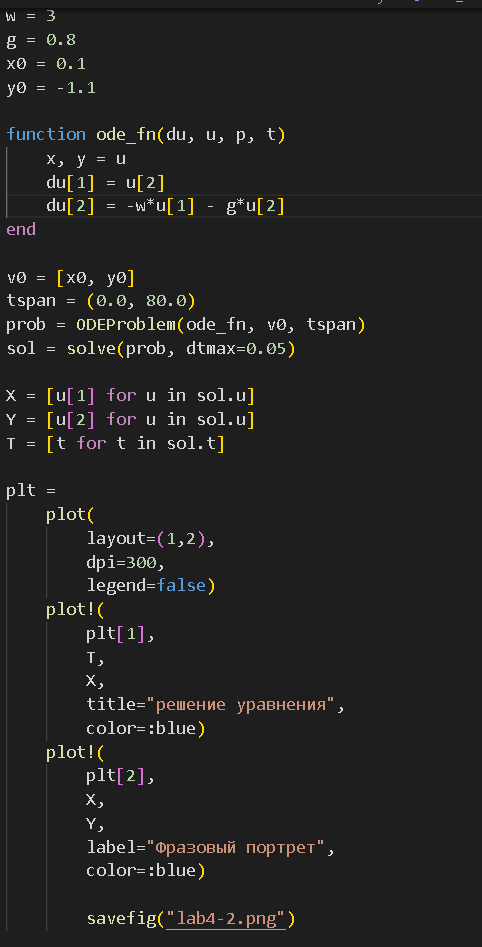 w = 3
g = 0.8
x0 = 0.1
y0 = -1.1
function ode_fn(du, u, p, t)
x, y = u
du[1] = u[2]
du[2] = -w*u[1] - g*u[2]
end
v0 = [x0, y0]
tspan = (0.0, 80.0)
prob = ODEProblem(ode_fn, v0, tspan)
sol = solve(prob, dtmax=0.05)
X = [u[1] for u in sol.u]
Y = [u[2] for u in sol.u]
T = [t for t in sol.t]
plt =
plot(
layout=(1,2),
dpi=300,
legend=false)
plot!(
plt[1],
T,
X,
title="решение уравнения",
color=:blue)
plot!(
plt[2],
X,
Y,
label="Фразовый портрет",
color=:blue)
savefig("lab4-2.png")